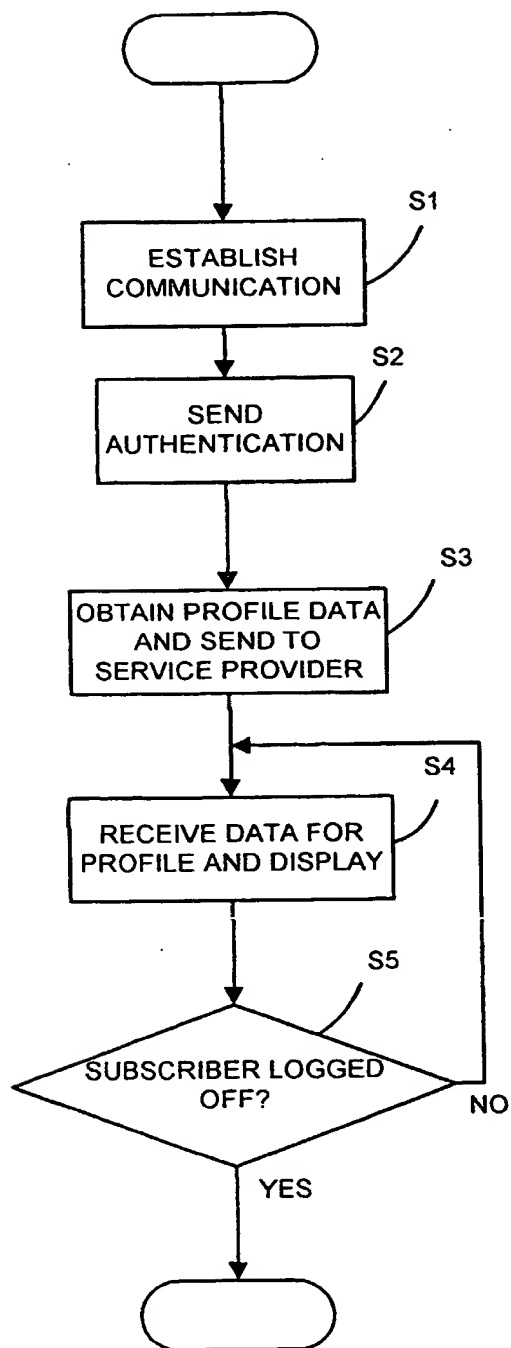 S1
ESTABLISH
COMMUNICATION
S2
SEND
AUTHENTICATION
S3
OBTAIN PROFILE DATA
AND SEND TO
SERVICE PROVIDER
S4
RECEIVE DATA FOR
PROFILE AND DISPLAY
S5
SUBSCRIBER LOGGED
OFF?
NO
YES